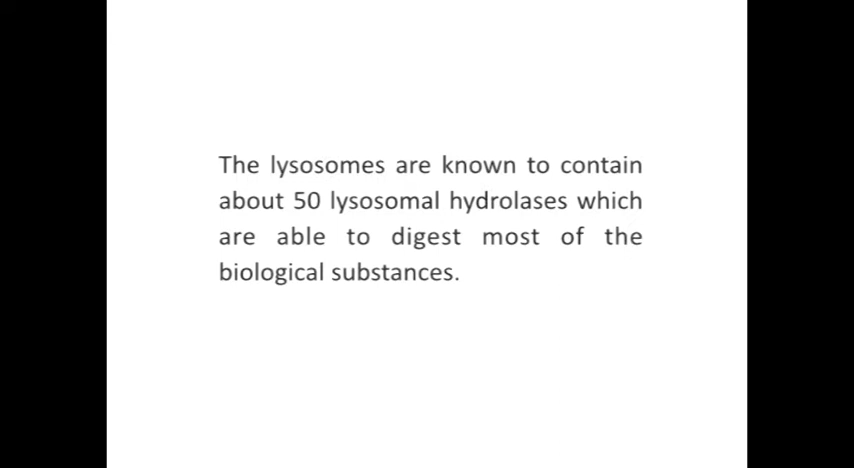 The lysosomes are known to contain
about 50 lysosomal hydrolases which
are able to digest most of the
biological substances.